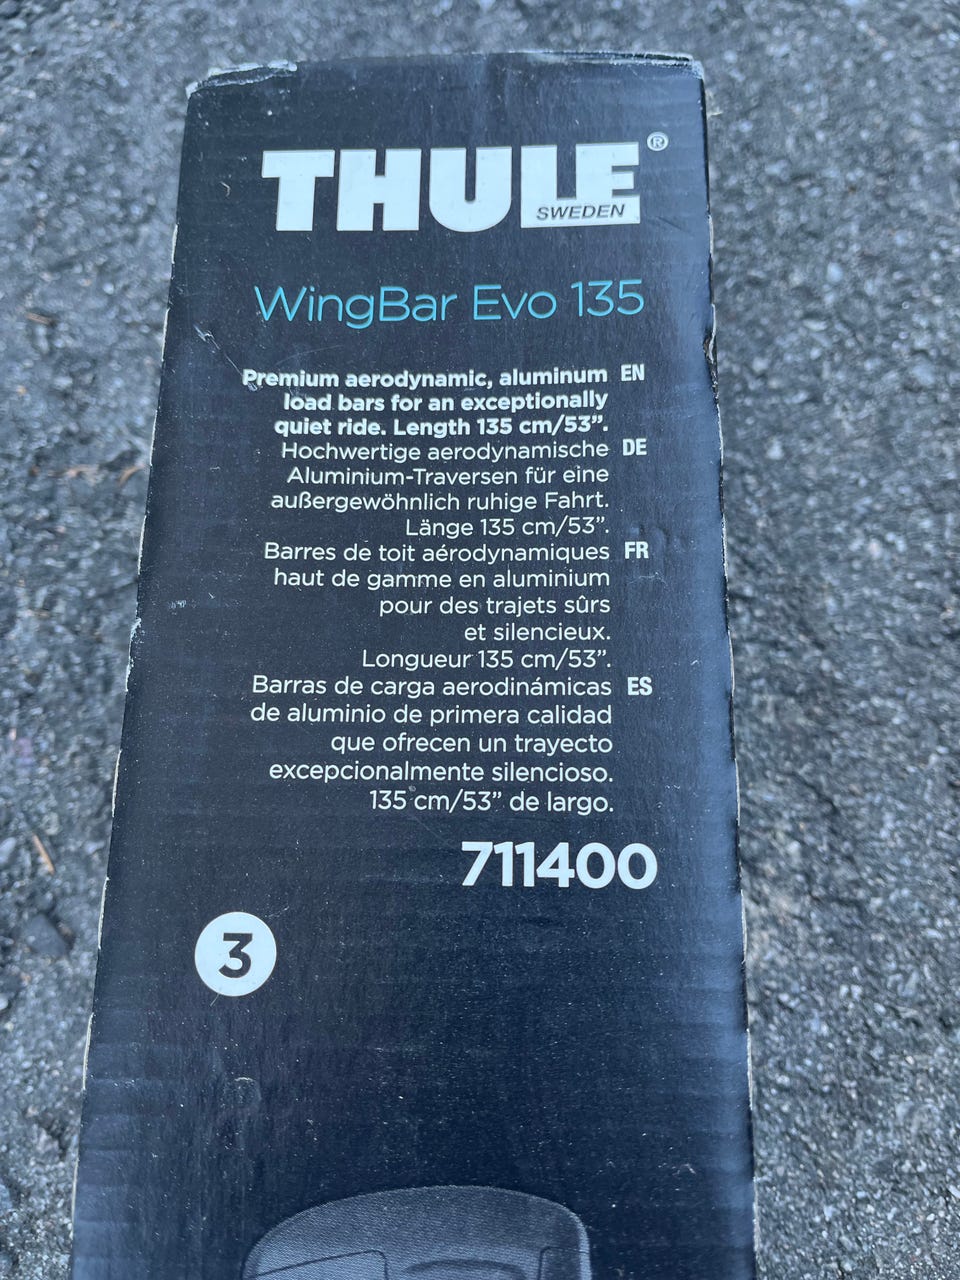 THULE®
SWEDEN
WingBar Evo 135
Premium aerodynamic, aluminum EN
load bars for an exceptionally
quiet ride. Length 135 cm/53”.
Hochwertige aerodynamische DE
Aluminium-Traversen für eine
außergewöhnlich ruhige Fahrt.
Länge 135 cm/53”.
Barres de toit aérodynamiques FR
haut de gamme en aluminium
pour des trajets sûrs
et silencieux.
Longueur 135 cm/53”.
Barras de carga aerodinámicas ES
de aluminio de primera calidad
que ofrecen un trayecto
excepcionalmente silencioso.
135 cm/53” de largo.
711400
3